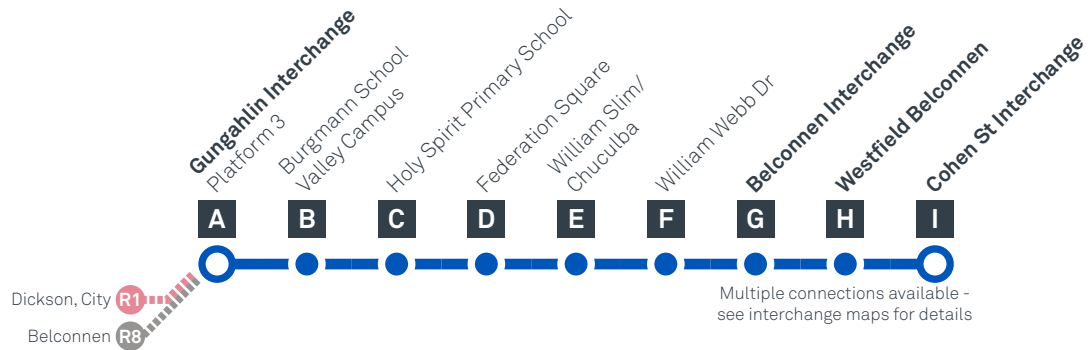 Gungahlin Interchange
Platform 3
Burgmann School
Valley Campus
Holy Spirit Primary School
Federation Square
William Slim/
Chuculba
William Webb Dr
Belconnen Interchange
Westfield Belconnen
Cohen St Interchange
A B C D E F G H I
Dickson, City R1
Belconnen R8
Multiple connections available -
see interchange maps for details